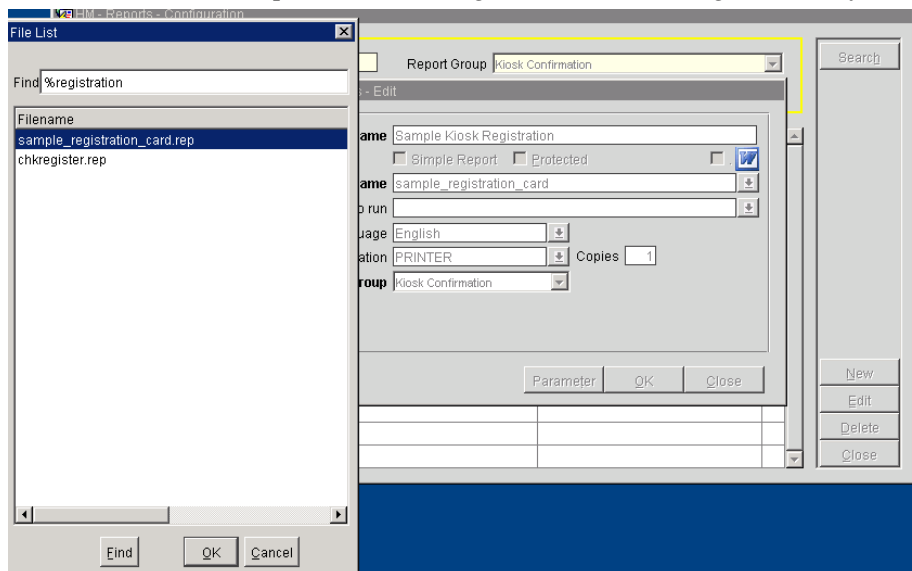 HM - Reports - Configuration
File List
Find %registration
Filename
sample_registration_card.rep
chkregister.rep
Find OK Cancel
Report Group Kiosk Confirmation
- Edit
ame Sample Kiosk Registration
Simple Report Protected
ame sample_registration_card
o run
uage English
ation PRINTER Copies 1
roup Kiosk Confirmation
Parameter OK Close
Search
New
Edit
Delete
Close